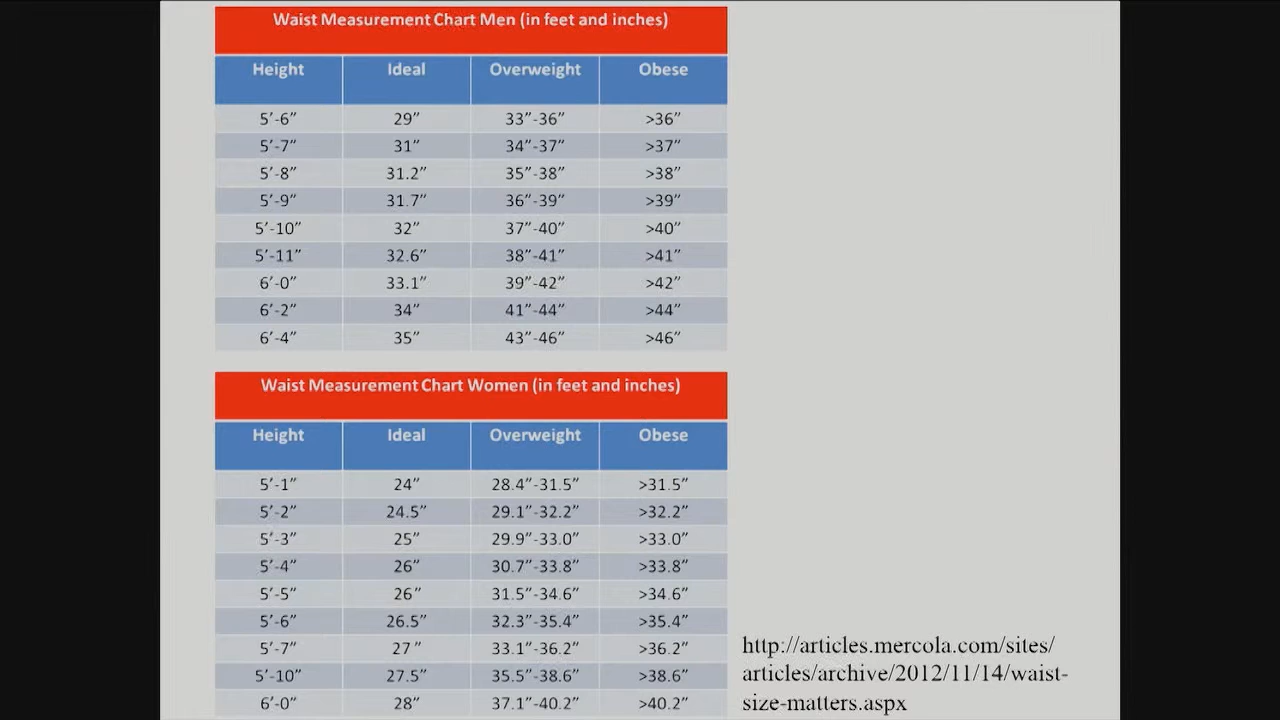 Waist Measurement Chart Men (in feet and inches)
Height Ideal Overweight Obese
5’-6” 29” 33”-36” >36”
5’-7” 31” 34”-37” >37”
5’-8” 31.2” 35”-38” >38”
5’-9” 31.7” 36”-39” >39”
5’-10” 32” 37”-40” >40”
5’-11” 32.6” 38”-41” >41”
6’-0” 33.1” 39”-42” >42”
6’-2” 34” 41”-44” >44”
6’-4” 35” 43”-46” >46”
Waist Measurement Chart Women (in feet and inches)
Height Ideal Overweight Obese
5’-1” 24” 28.4”-31.5” >31.5”
5’-2” 24.5” 29.1”-32.2” >32.2”
5’-3” 25” 29.9”-33.0” >33.0”
5’-4” 26” 30.7”-33.8” >33.8”
5’-5” 26” 31.5”-34.6” >34.6”
5’-6” 26.5” 32.3”-35.4” >35.4”
5’-7” 27” 33.1”-36.2” >36.2”
5’-10” 27.5” 35.5”-38.6” >38.6”
6’-0” 28” 37.1”-40.2” >40.2”
http://articles.mercola.com/sites/
articles/archive/2012/11/14/waist-
size-matters.aspx